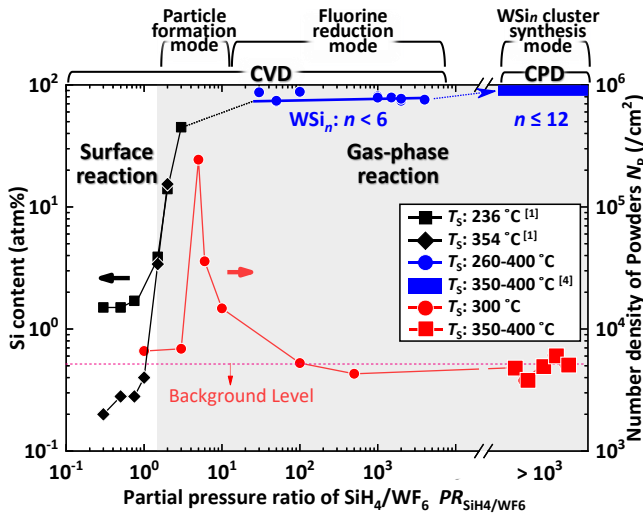 Particle formation mode
Fluorine reduction mode
WSin cluster synthesis mode
CVD
CPD
10² 10¹ 10⁰ 10⁻¹
Si content (atm%)
Surface reaction
Gas-phase reaction
WSiₙ: n < 6
n ≤ 12
Tₛ: 236 ˚C [1]
Tₛ: 354 ˚C [1]
Tₛ: 260-400 ˚C
Tₛ: 350-400 ˚C [4]
Tₛ: 300 ˚C
Tₛ: 350-400 ˚C
Background Level
10⁶ 10⁵ 10⁴ 10³
Number density of Powders Nₚ (/cm²)
10⁻¹ 10⁰ 10¹ 10² 10³ > 10³
Partial pressure ratio of SiH₄/WF₆ PR_SiH4/WF6